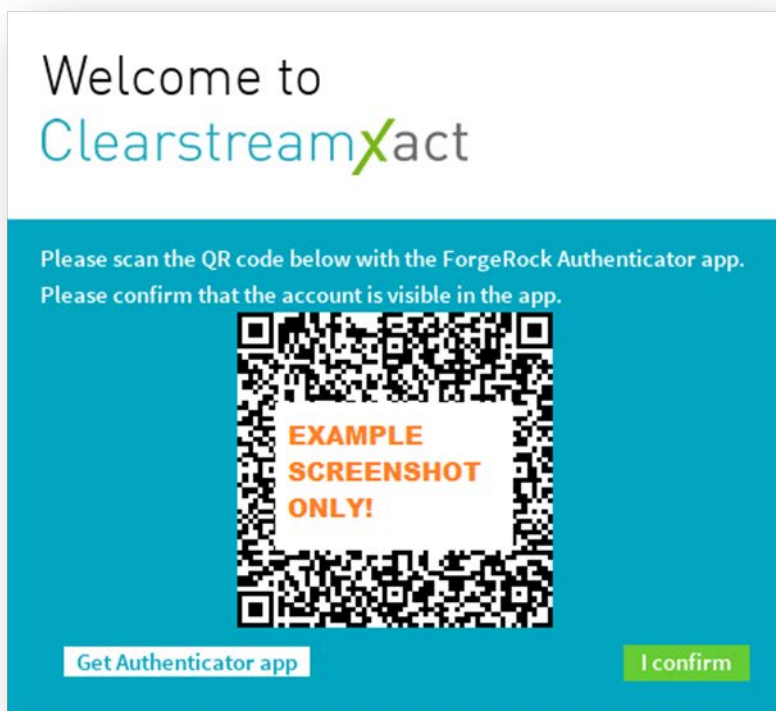 Welcome to
ClearstreamXact
Please scan the QR code below with the ForgeRock Authenticator app.
Please confirm that the account is visible in the app.
EXAMPLE
SCREENSHOT
ONLY!
Get Authenticator app
I confirm